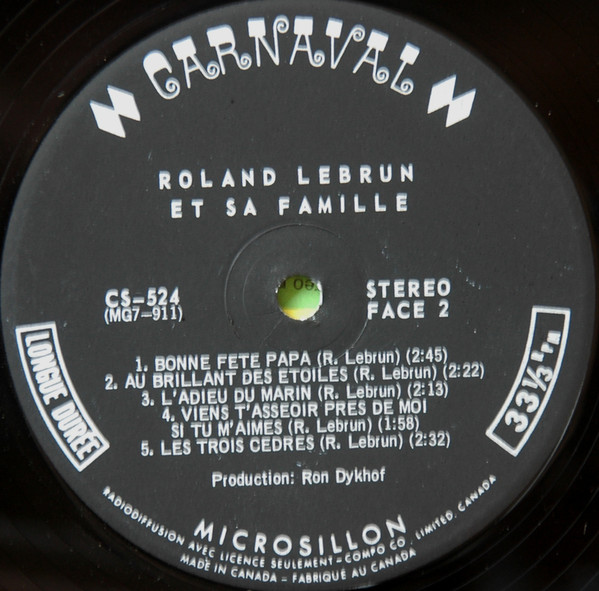 CARNAVAL
ROLAND LEBRUN
ET SA FAMILLE
CS-524
(MG7-911)
STEREO
FACE 2
LONGUE DURÉE
33 1/3 L.T.R
1. BONNE FETE PAPA (R. Lebrun) (2:45)
2. AU BRILLANT DES ETOILES (R. Lebrun) (2:22)
3. L'ADIEU DU MARIN (R. Lebrun) (2:13)
4. VIENS T'ASSEOIR PRES DE MOI
SI TU M'AIMES (R. Lebrun) (1:58)
5. LES TROIS CEDRES (R. Lebrun) (2:32)
Production: Ron Dykhof
MICROSILLON
RADIODIFFUSION AVEC LICENCE SEULEMENT-COMPO CO. LIMITED, CANADA
MADE IN CANADA - FABRIQUÉ AU CANADA